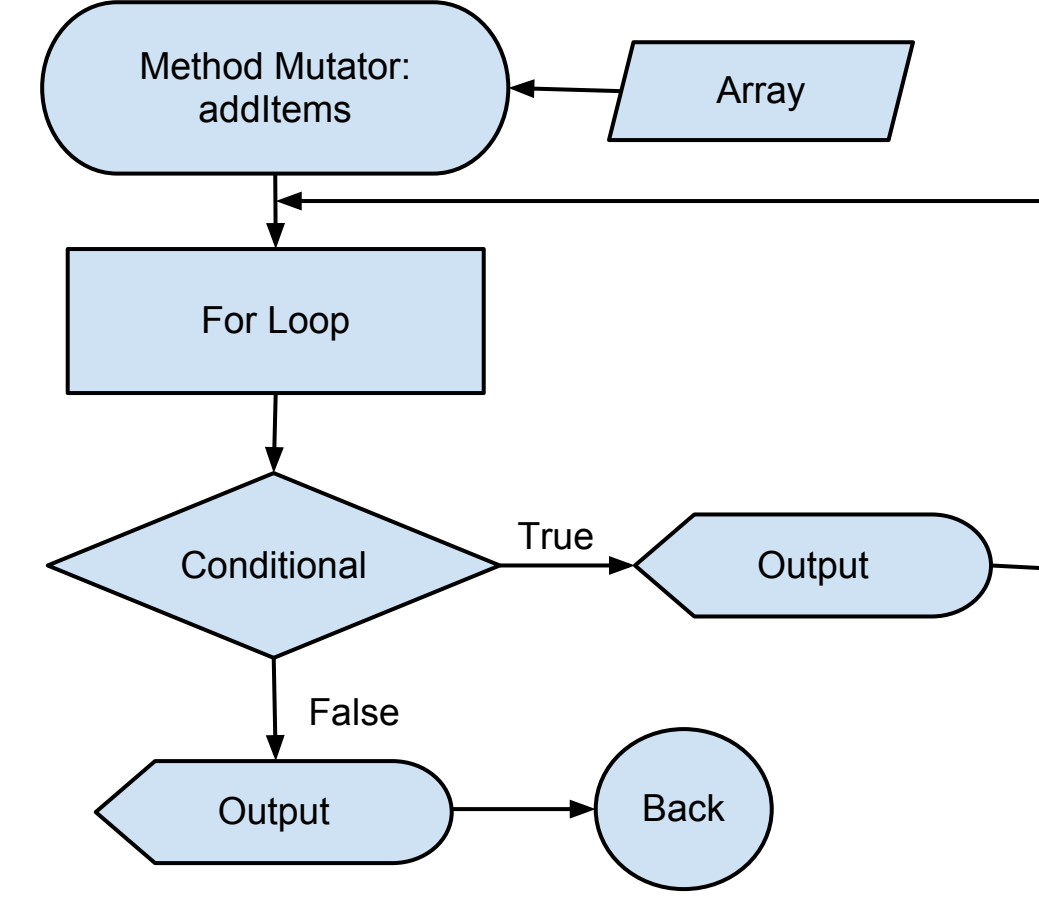 Method Mutator:
addItems
Array
For Loop
Conditional
True
Output
False
Output
Back